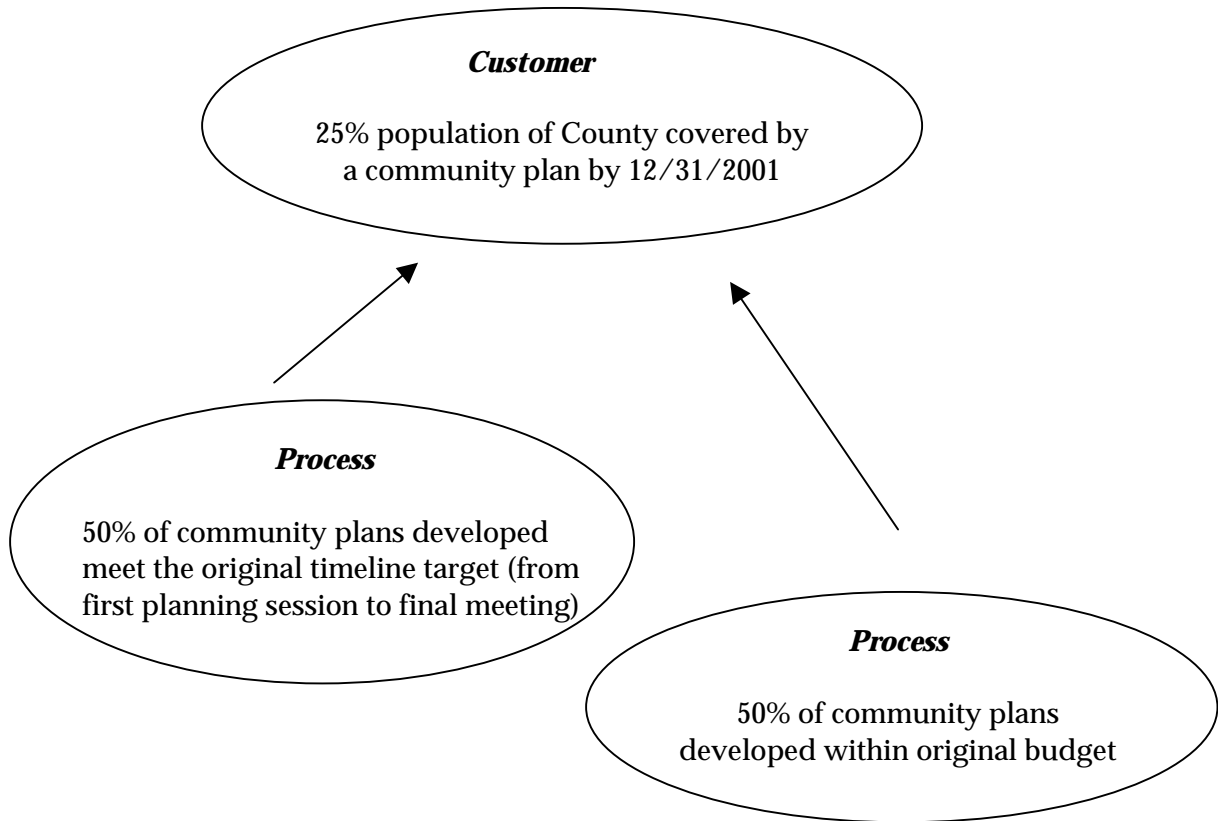 Customer
25% population of County covered by
a community plan by 12/31/2001
Process
50% of community plans developed
meet the original timeline target (from
first planning session to final meeting)
Process
50% of community plans
developed within original budget